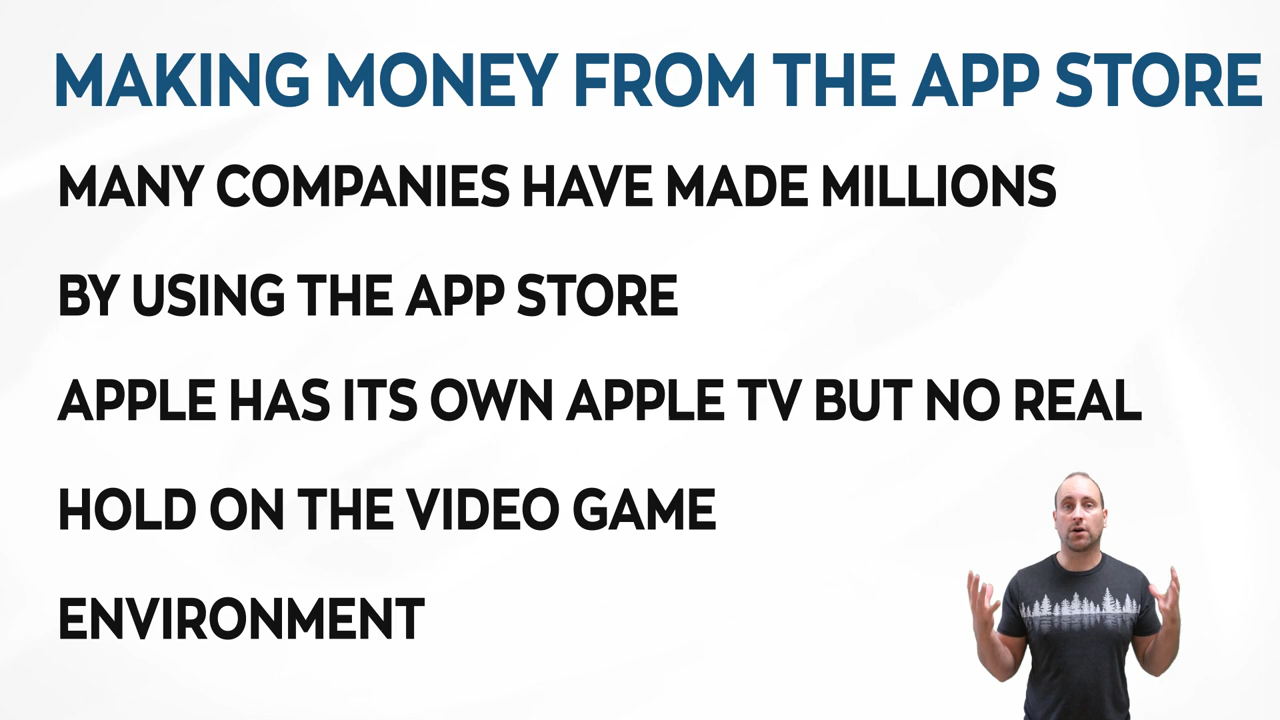 MAKING MONEY FROM THE APP STORE
MANY COMPANIES HAVE MADE MILLIONS
BY USING THE APP STORE
APPLE HAS ITS OWN APPLE TV BUT NO REAL
HOLD ON THE VIDEO GAME
ENVIRONMENT